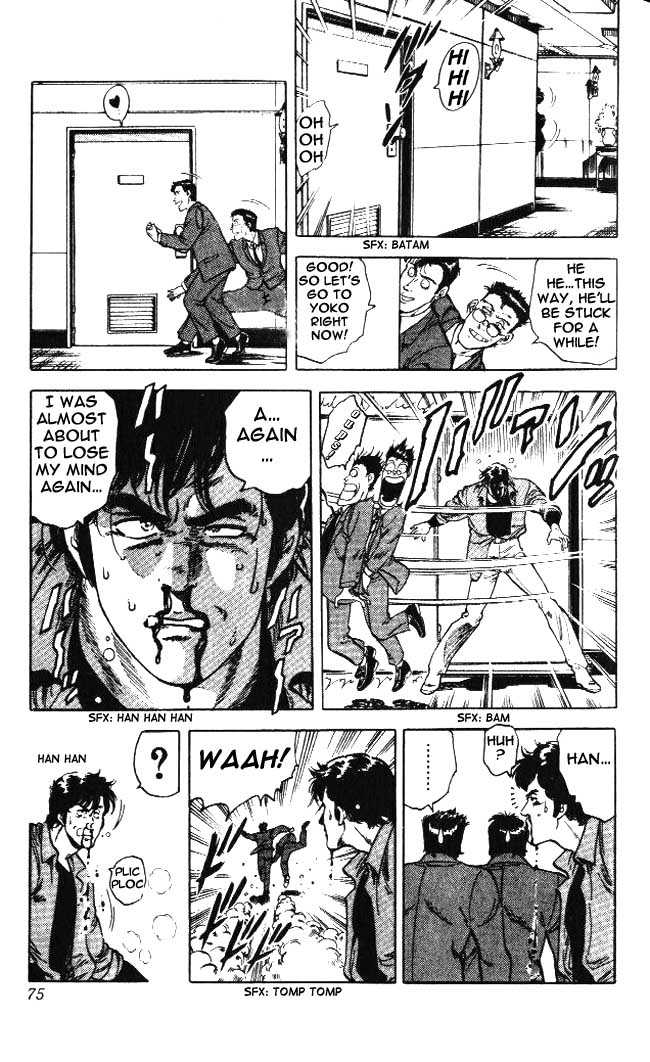 HI
HI
HI
OH
OH
OH
SFX: BATAM
HE
HE...THIS
WAY, HE'LL
BE STUCK
FOR A
WHILE!
GOOD!
SO LET'S
GO TO
YOKO
RIGHT
NOW!
OUPS!
SFX: BAM
A...
AGAIN
...
I WAS
ALMOST
ABOUT
TO LOSE
MY MIND
AGAIN...
SFX: HAN HAN HAN
HAN...
HUH
?
........
WAAH!
SFX: TOMP TOMP
?
HAN HAN
PLIC
PLOC
75